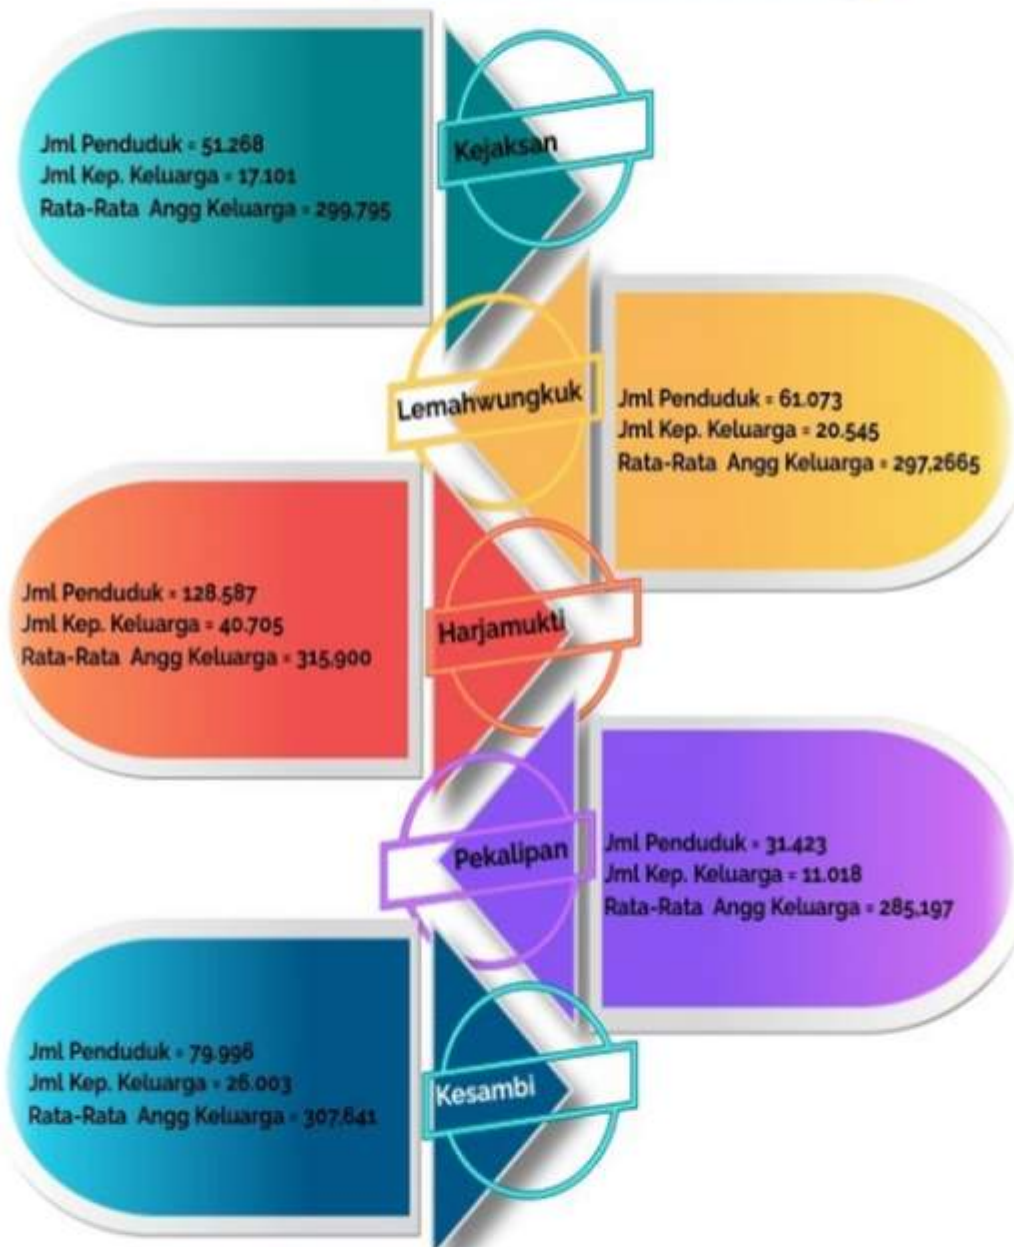 Kejaksan
Jml Penduduk = 51.268
Jml Kep. Keluarga = 17.101
Rata-Rata Angg Keluarga = 299,795
Lemahwungkuk
Jml Penduduk = 61.073
Jml Kep. Keluarga = 20.545
Rata-Rata Angg Keluarga = 297,2665
Harjamukti
Jml Penduduk = 128.587
Jml Kep. Keluarga = 40.705
Rata-Rata Angg Keluarga = 315,900
Pekalipan
Jml Penduduk = 31.423
Jml Kep. Keluarga = 11.018
Rata-Rata Angg Keluarga = 285,197
Kesambi
Jml Penduduk = 79.996
Jml Kep. Keluarga = 26.003
Rata-Rata Angg Keluarga = 307,641